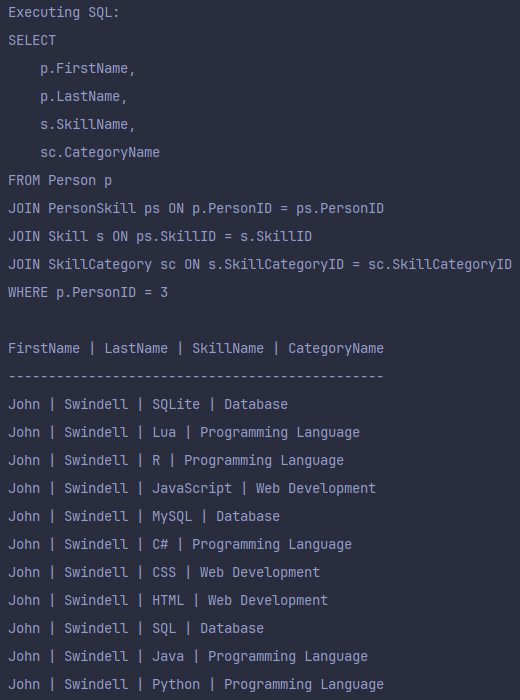 Executing SQL:
SELECT
    p.FirstName,
    p.LastName,
    s.SkillName,
    sc.CategoryName
FROM Person p
JOIN PersonSkill ps ON p.PersonID = ps.PersonID
JOIN Skill s ON ps.SkillID = s.SkillID
JOIN SkillCategory sc ON s.SkillCategoryID = sc.SkillCategoryID
WHERE p.PersonID = 3

FirstName | LastName | SkillName | CategoryName
-----------------------------------------------
John | Swindell | SQLite | Database
John | Swindell | Lua | Programming Language
John | Swindell | R | Programming Language
John | Swindell | JavaScript | Web Development
John | Swindell | MySQL | Database
John | Swindell | C# | Programming Language
John | Swindell | CSS | Web Development
John | Swindell | HTML | Web Development
John | Swindell | SQL | Database
John | Swindell | Java | Programming Language
John | Swindell | Python | Programming Language